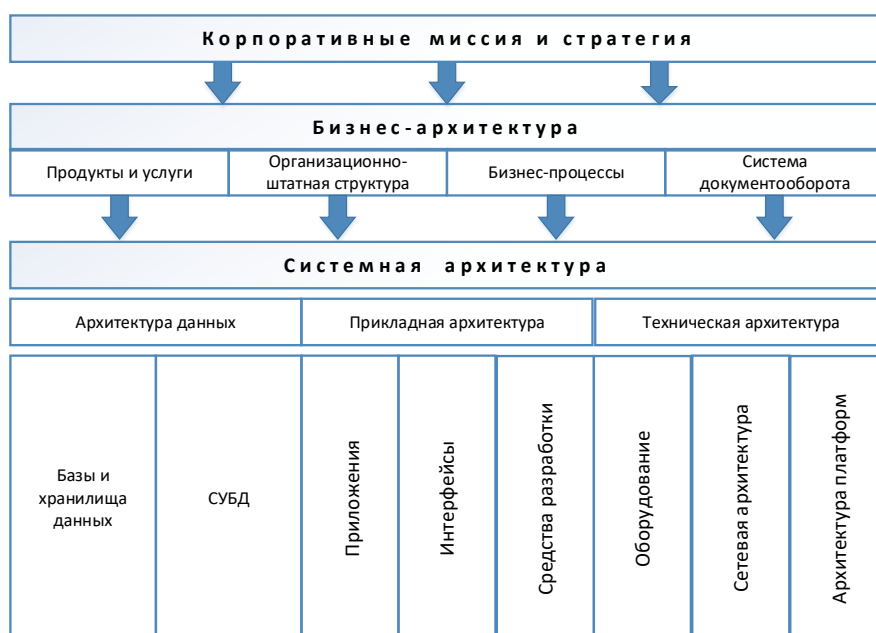 Корпоративные миссия и стратегия
Бизнес-архитектура
Продукты и услуги
Организационно-
штатная структура
Бизнес-процессы
Система
документооборота
Системная архитектура
Архитектура данных
Прикладная архитектура
Техническая архитектура
Базы и
хранилища
данных
СУБД
Приложения
Интерфейсы
Средства разработки
Оборудование
Сетевая архитектура
Архитектура платформ